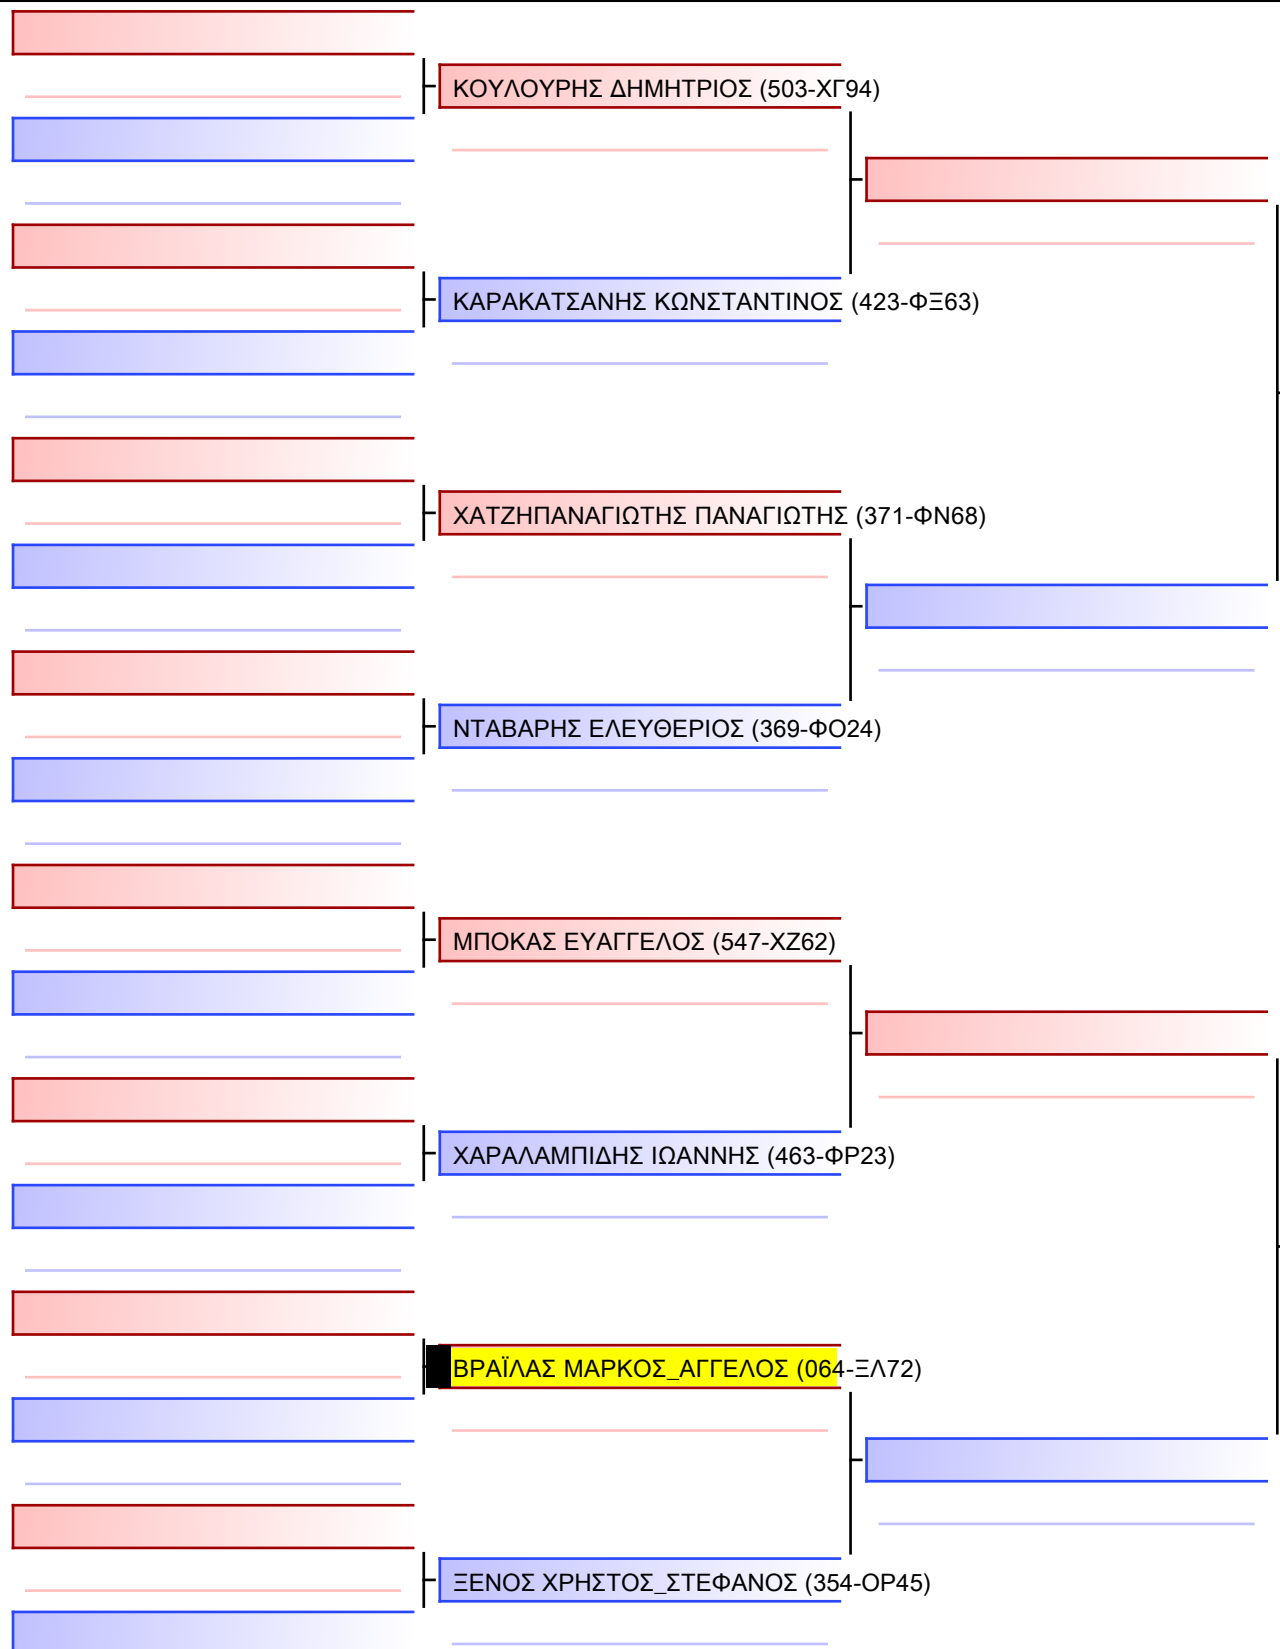 ΚΟΥΛΟΥΡΗΣ ΔΗΜΗΤΡΙΟΣ (503-ΧΓ94)
ΚΑΡΑΚΑΤΣΑΝΗΣ ΚΩΝΣΤΑΝΤΙΝΟΣ (423-ΦΞ63)
ΧΑΤΖΗΠΑΝΑΓΙΩΤΗΣ ΠΑΝΑΓΙΩΤΗΣ (371-ΦΝ68)
ΝΤΑΒΑΡΗΣ ΕΛΕΥΘΕΡΙΟΣ (369-ΦΟ24)
ΜΠΟΚΑΣ ΕΥΑΓΓΕΛΟΣ (547-ΧΖ62)
ΧΑΡΑΛΑΜΠΙΔΗΣ ΙΩΑΝΝΗΣ (463-ΦΡ23)
ΒΡΑΪΛΑΣ ΜΑΡΚΟΣ_ΑΓΓΕΛΟΣ (064-ΞΛ72)
ΞΕΝΟΣ ΧΡΗΣΤΟΣ_ΣΤΕΦΑΝΟΣ (354-ΟΡ45)